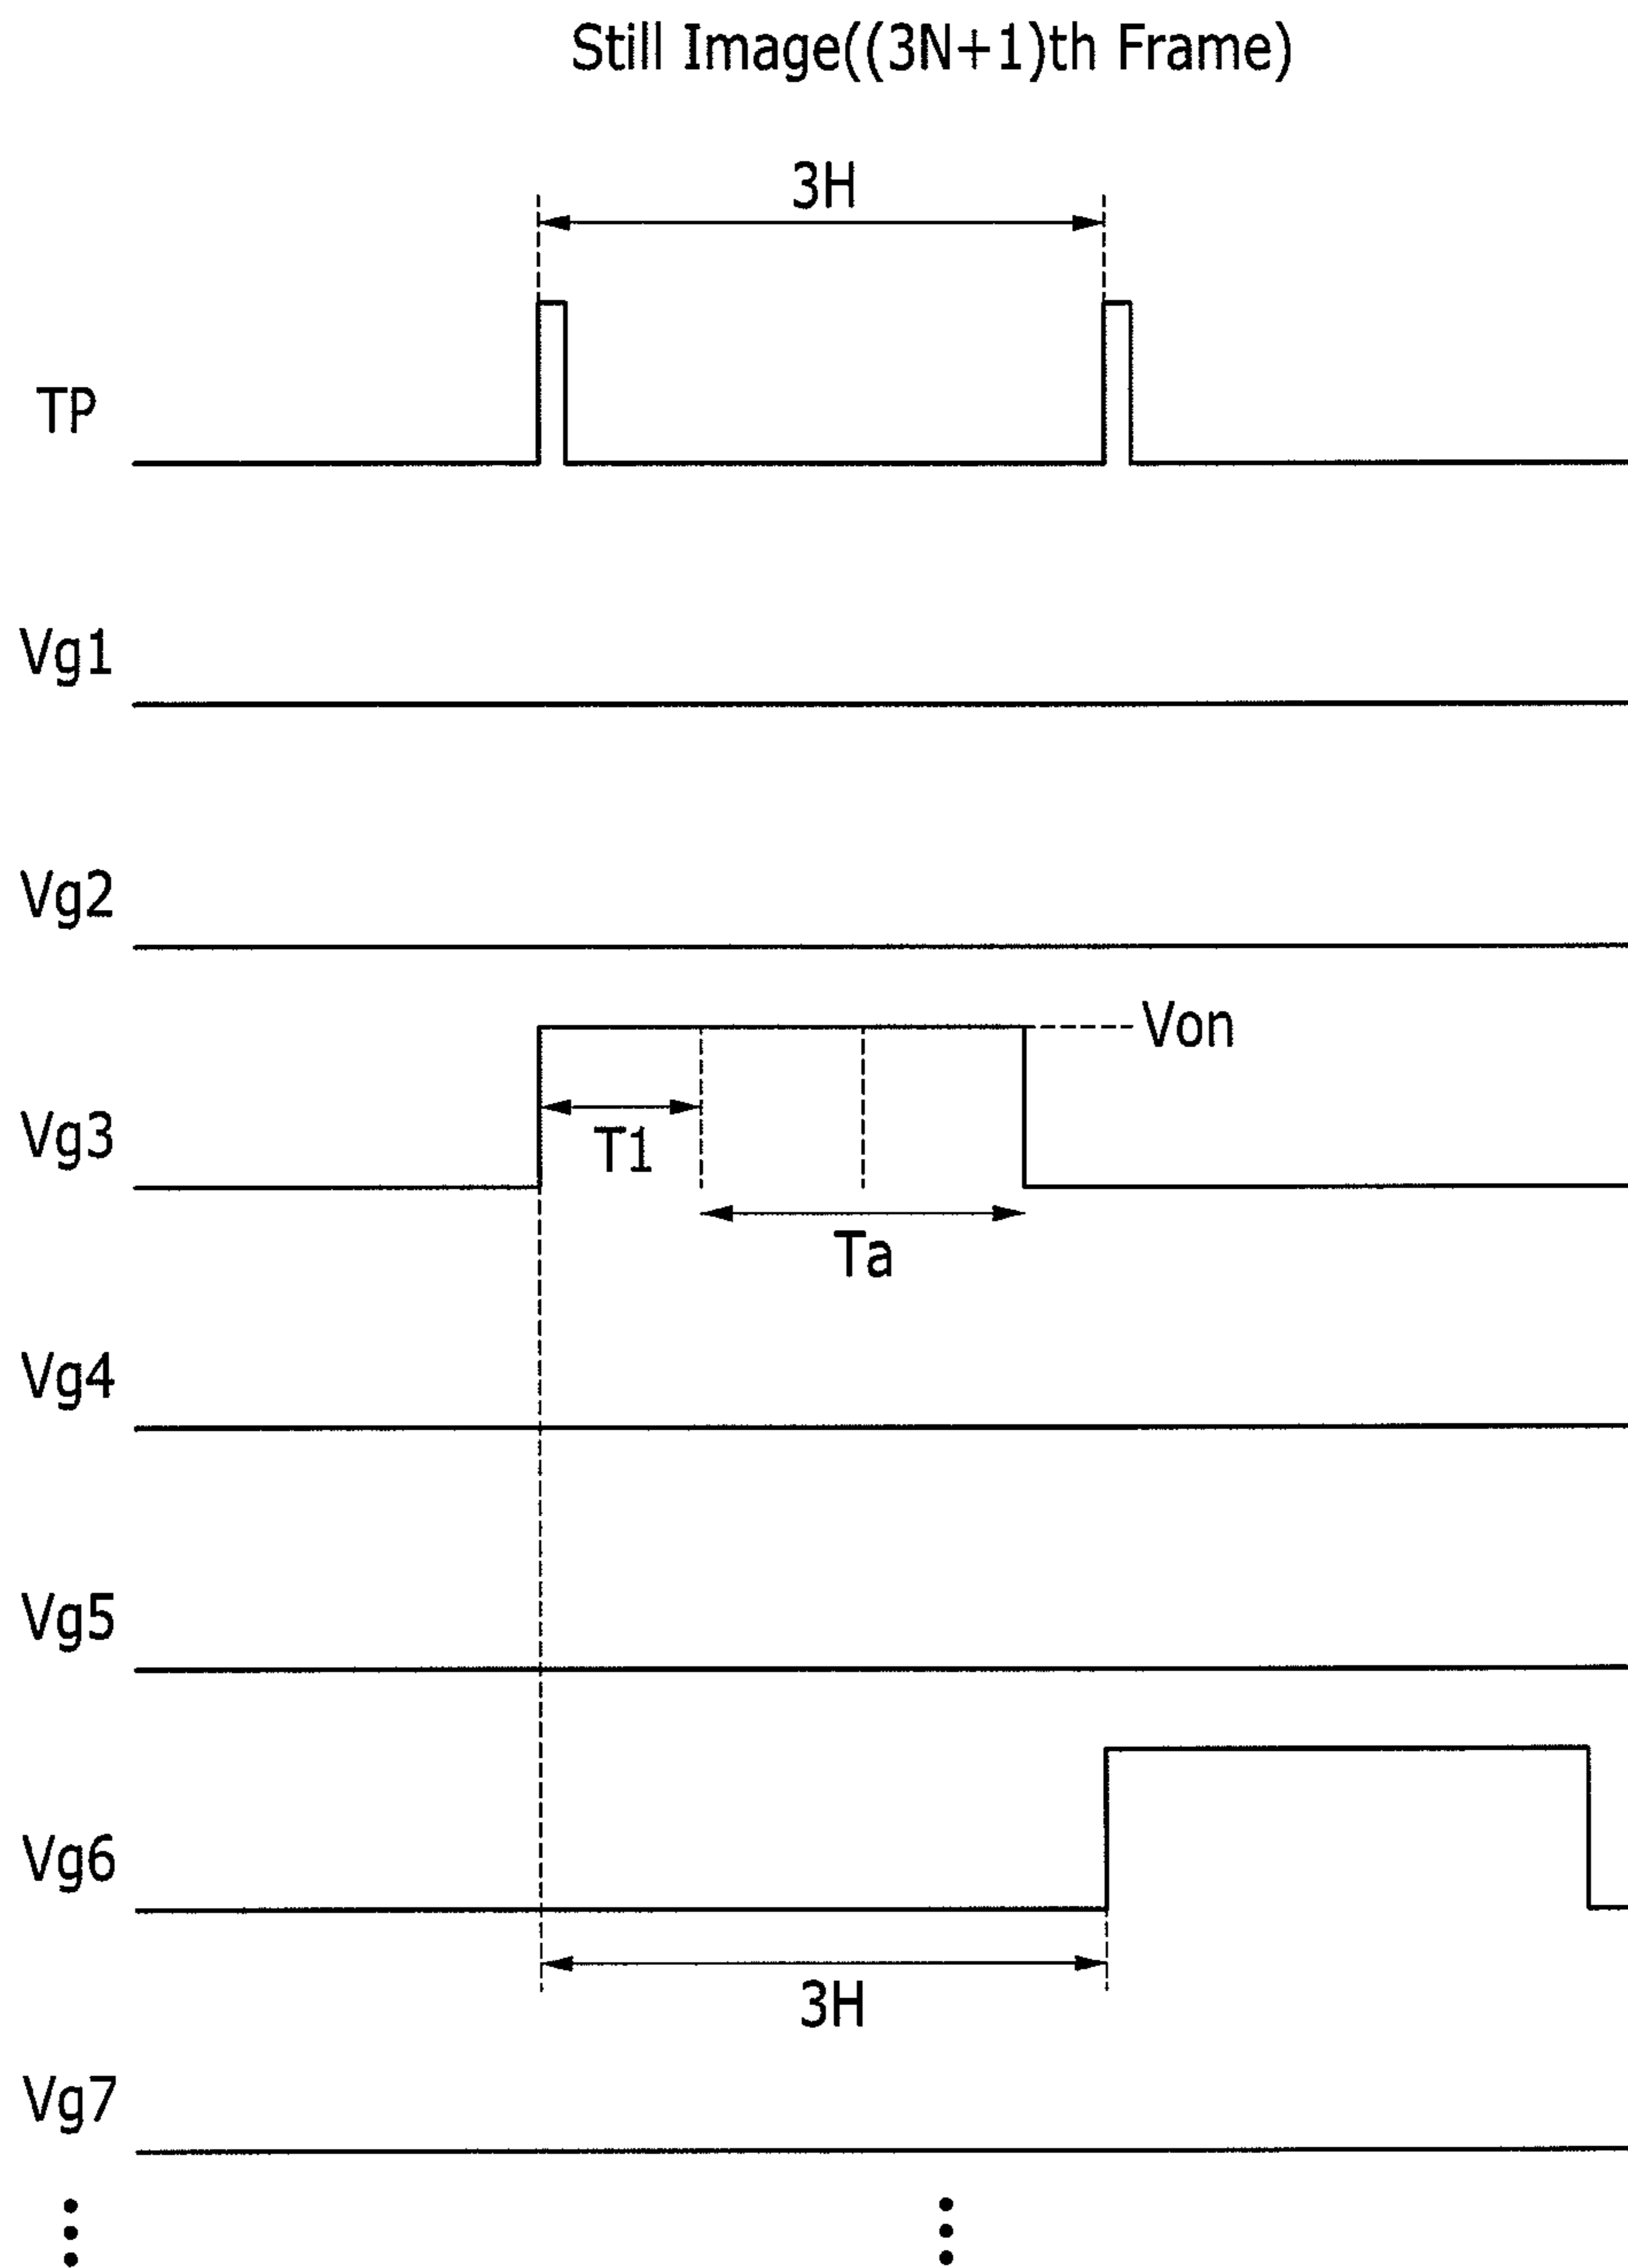 Still Image((3N+1)th Frame)
3H
TP
Vg1
Vg2
Von
Vg3
T1
Ta
Vg4
Vg5
Vg6
3H
Vg7